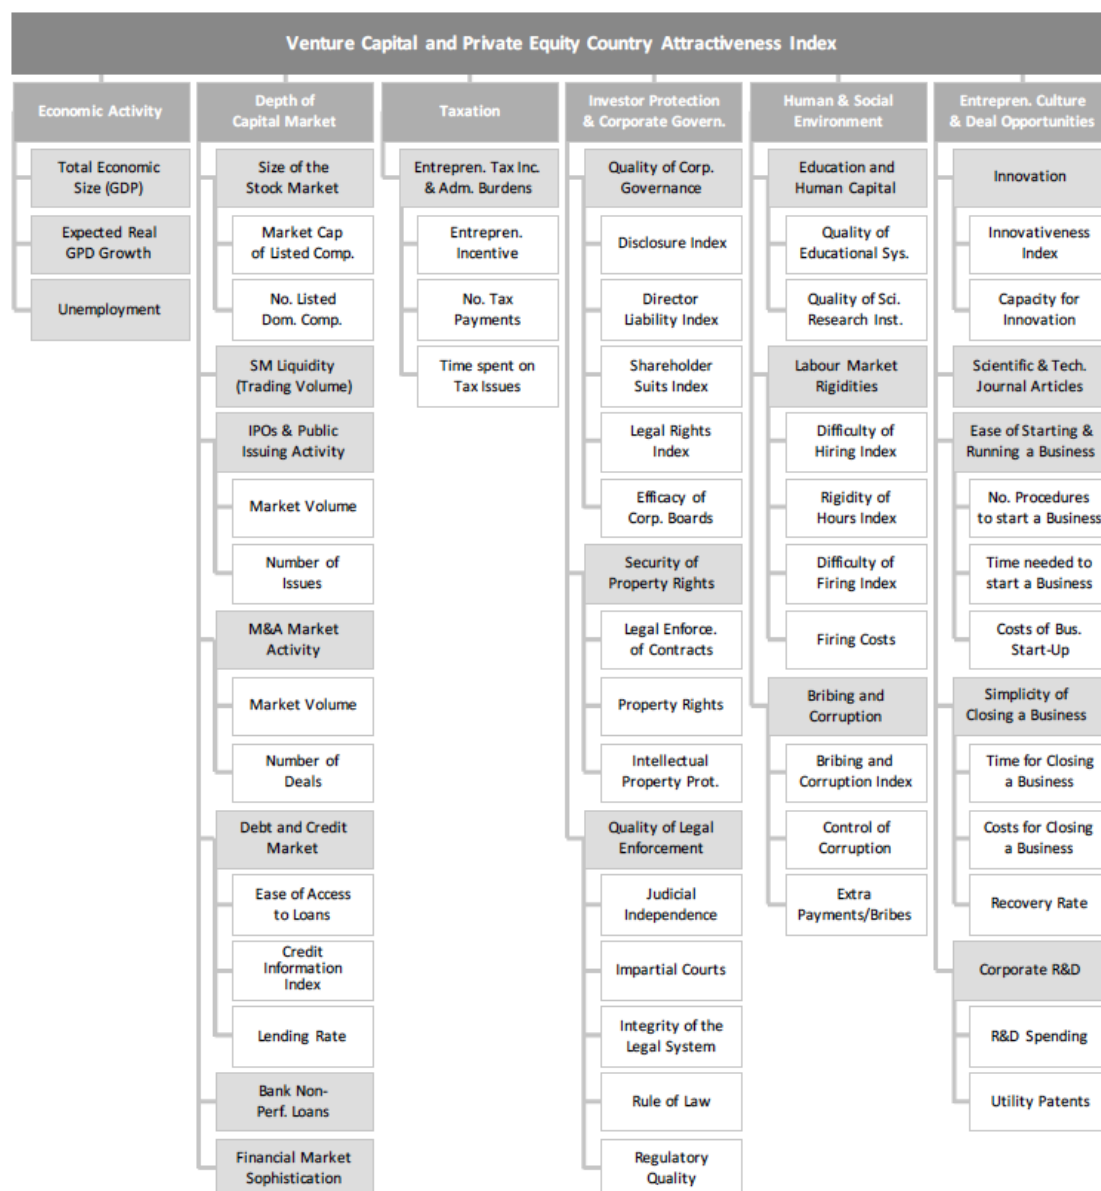 Venture Capital and Private Equity Country Attractiveness Index
Economic Activity
Total Economic
Size (GDP)
Expected Real
GPD Growth
Unemployment
Depth of
Capital Market
Size of the
Stock Market
Market Cap
of Listed Comp.
No. Listed
Dom. Comp.
SM Liquidity
(Trading Volume)
IPOs & Public
Issuing Activity
Market Volume
Number of
Issues
M&A Market
Activity
Market Volume
Number of
Deals
Debt and Credit
Market
Ease of Access
to Loans
Credit
Information
Index
Lending Rate
Bank Non-
Perf. Loans
Financial Market
Sophistication
Taxation
Entrepren. Tax Inc.
& Adm. Burdens
Entrepren.
Incentive
No. Tax
Payments
Time spent on
Tax Issues
Investor Protection
& Corporate Govern.
Quality of Corp.
Governance
Disclosure Index
Director
Liability Index
Shareholder
Suits Index
Legal Rights
Index
Efficacy of
Corp. Boards
Security of
Property Rights
Legal Enforce.
of Contracts
Property Rights
Intellectual
Property Prot.
Quality of Legal
Enforcement
Judicial
Independence
Impartial Courts
Integrity of the
Legal System
Rule of Law
Regulatory
Quality
Human & Social
Environment
Education and
Human Capital
Quality of
Educational Sys.
Quality of Sci.
Research Inst.
Labour Market
Rigidities
Difficulty of
Hiring Index
Rigidity of
Hours Index
Difficulty of
Firing Index
Firing Costs
Bribing and
Corruption
Bribing and
Corruption Index
Control of
Corruption
Extra
Payments/Bribes
Entrepren. Culture
& Deal Opportunities
Innovation
Innovativeness
Index
Capacity for
Innovation
Scientific & Tech.
Journal Articles
Ease of Starting &
Running a Business
No. Procedures
to start a Business
Time needed to
start a Business
Costs of Bus.
Start-Up
Simplicity of
Closing a Business
Time for Closing
a Business
Costs for Closing
a Business
Recovery Rate
Corporate R&D
R&D Spending
Utility Patents